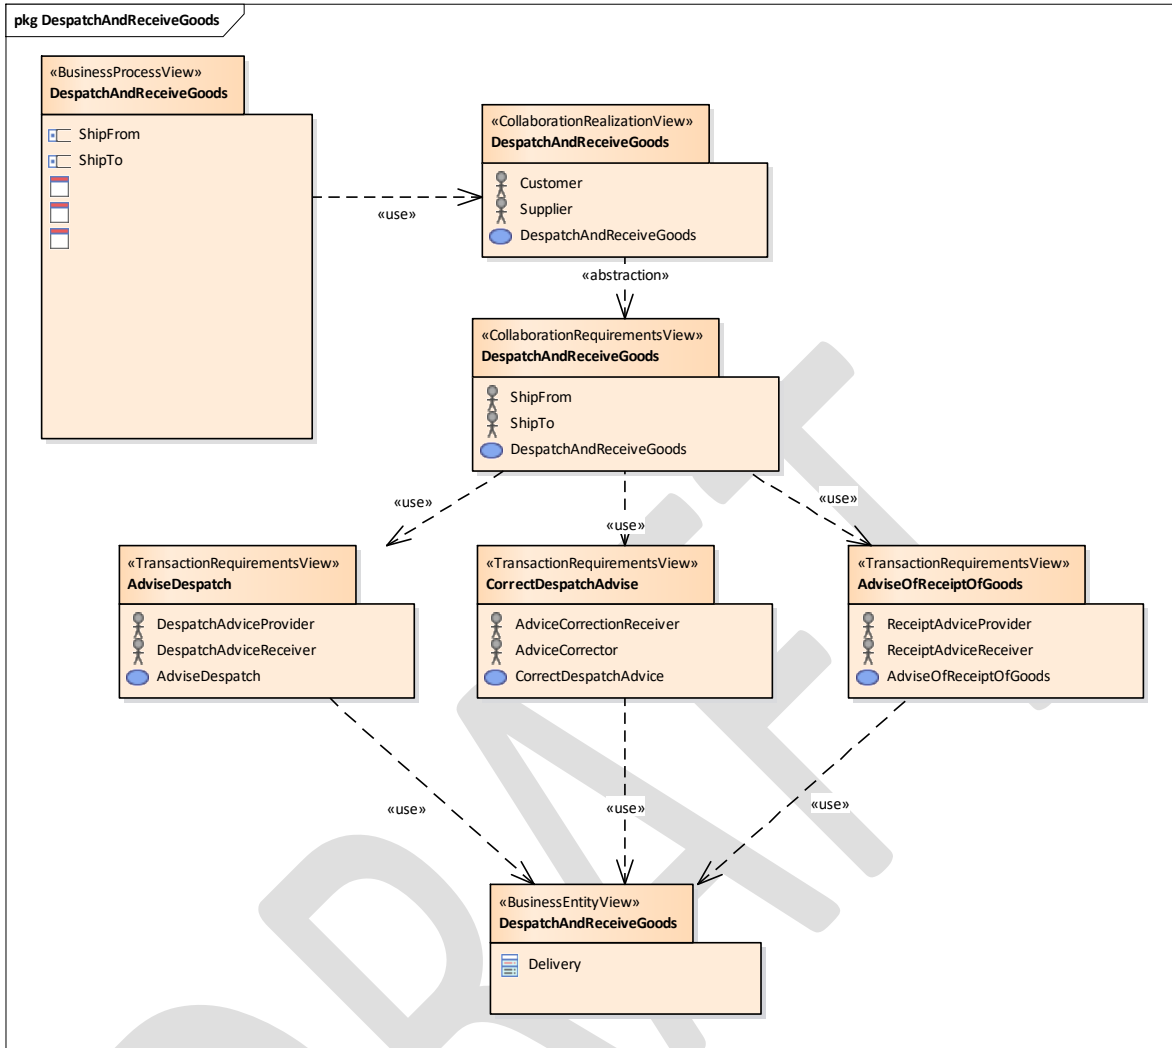 pkg DespatchAndReceiveGoods
«BusinessProcessView»
DespatchAndReceiveGoods
ShipFrom
ShipTo
«use»
«CollaborationRealizationView»
DespatchAndReceiveGoods
Customer
Supplier
DespatchAndReceiveGoods
«abstraction»
«CollaborationRequirementsView»
DespatchAndReceiveGoods
ShipFrom
ShipTo
DespatchAndReceiveGoods
«use»
«use»
«use»
«TransactionRequirementsView»
AdviseDespatch
DespatchAdviceProvider
DespatchAdviceReceiver
AdviseDespatch
«TransactionRequirementsView»
CorrectDespatchAdvise
AdviceCorrectionReceiver
AdviceCorrector
CorrectDespatchAdvice
«TransactionRequirementsView»
AdviseOfReceiptOfGoods
ReceiptAdviceProvider
ReceiptAdviceReceiver
AdviseOfReceiptOfGoods
«use»
«use»
«use»
«BusinessEntityView»
DespatchAndReceiveGoods
Delivery
DRAFT